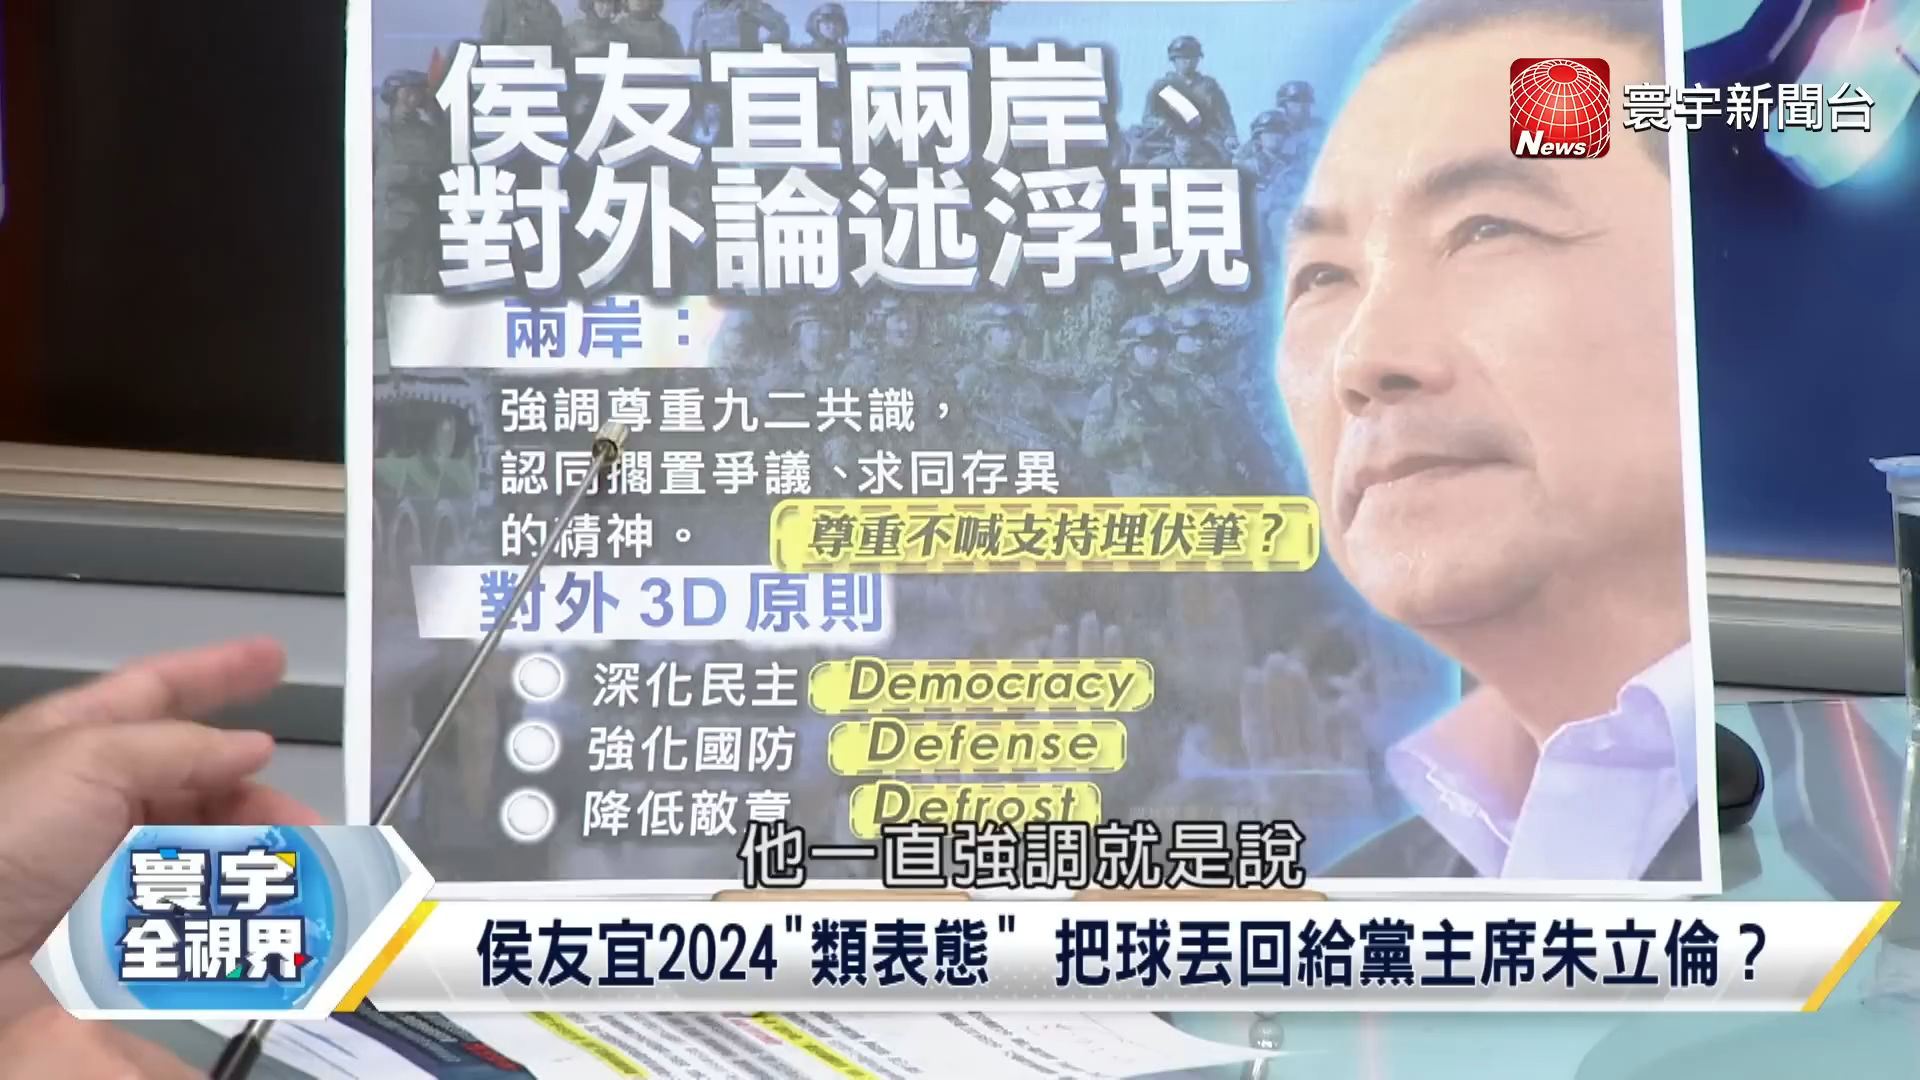 侯友宜兩岸、
對外論述浮現
News
寰宇新聞台
兩岸：
強調尊重九二共識，
認同擱置爭議、求同存異
的精神。
尊重不喊支持埋伏筆？
對外3D原則
深化民主 Democracy
強化國防 Defense
降低敵意 Defrost
他一直強調就是說
寰宇
全視界
侯友宜2024"類表態" 把球丟回給黨主席朱立倫？